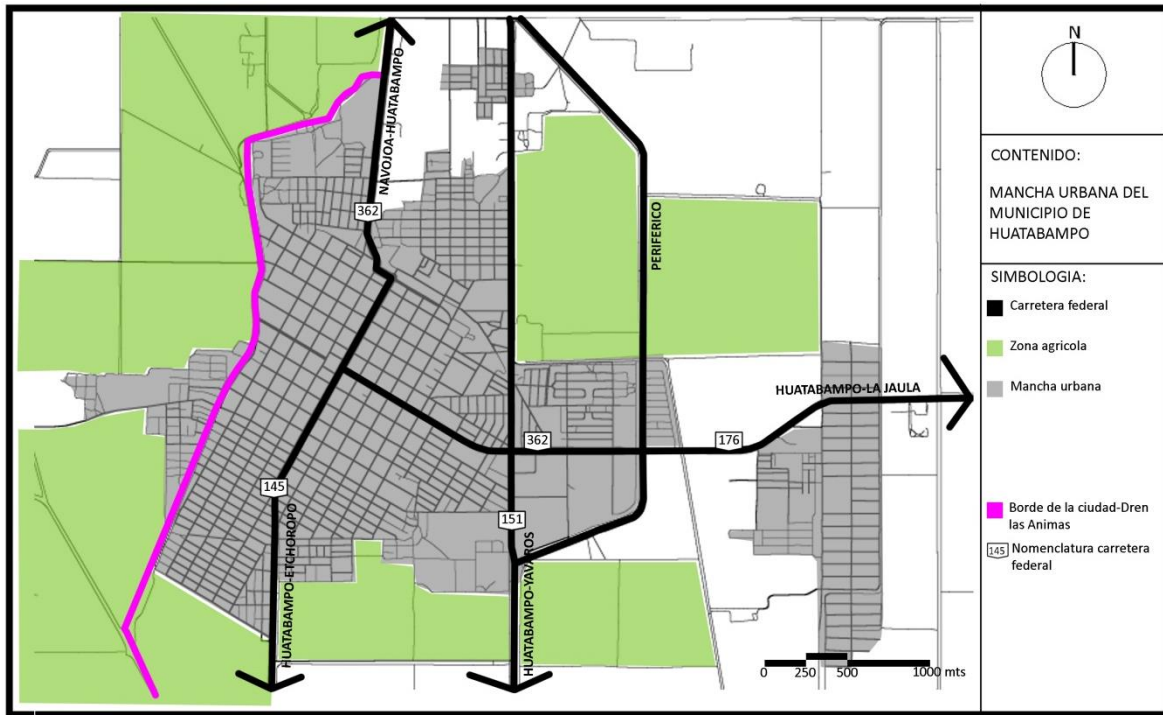 NAVOJOA-HUATABAMPO
362
PERIFERICO
HUATABAMPO-LA JAULA
362
176
145
151
HUATABAMPO-ETCHOROPO
HUATABAMPO-YAVAROS
0 250 500 1000 mts
N
CONTENIDO:
MANCHA URBANA DEL
MUNICIPIO DE
HUATABAMPO
SIMBOLOGIA:
Carretera federal
Zona agricola
Mancha urbana
Borde de la ciudad-Dren
las Animas
145 Nomenclatura carretera
federal